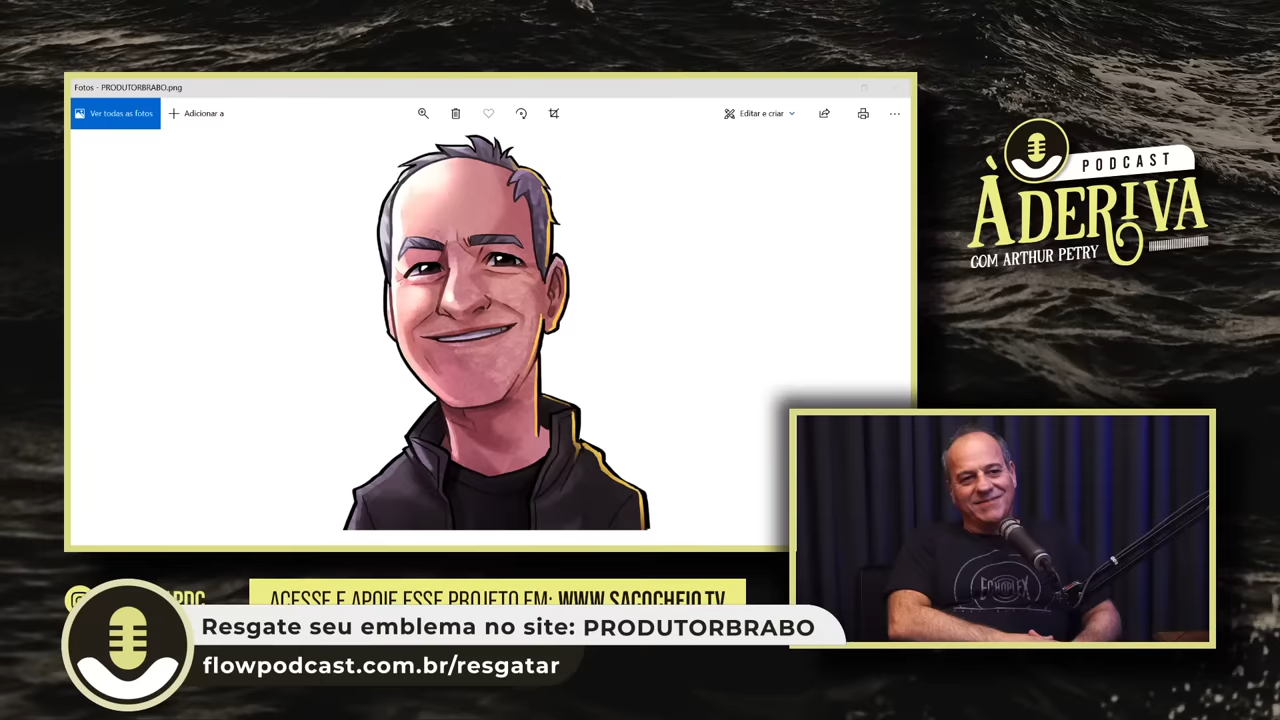 Fotos - PRODUTORBRABO.png
Ver todas as fotos
Adicionar a
Editar e criar
PODCAST
À DERIVA
COM ARTHUR PETRY
ECHOPLEX
ACESSE E APOIE ESSE PROJETO EM: WWW.SACOCHEIO.TV
Resgate seu emblema no site: PRODUTORBRABO
flowpodcast.com.br/resgatar